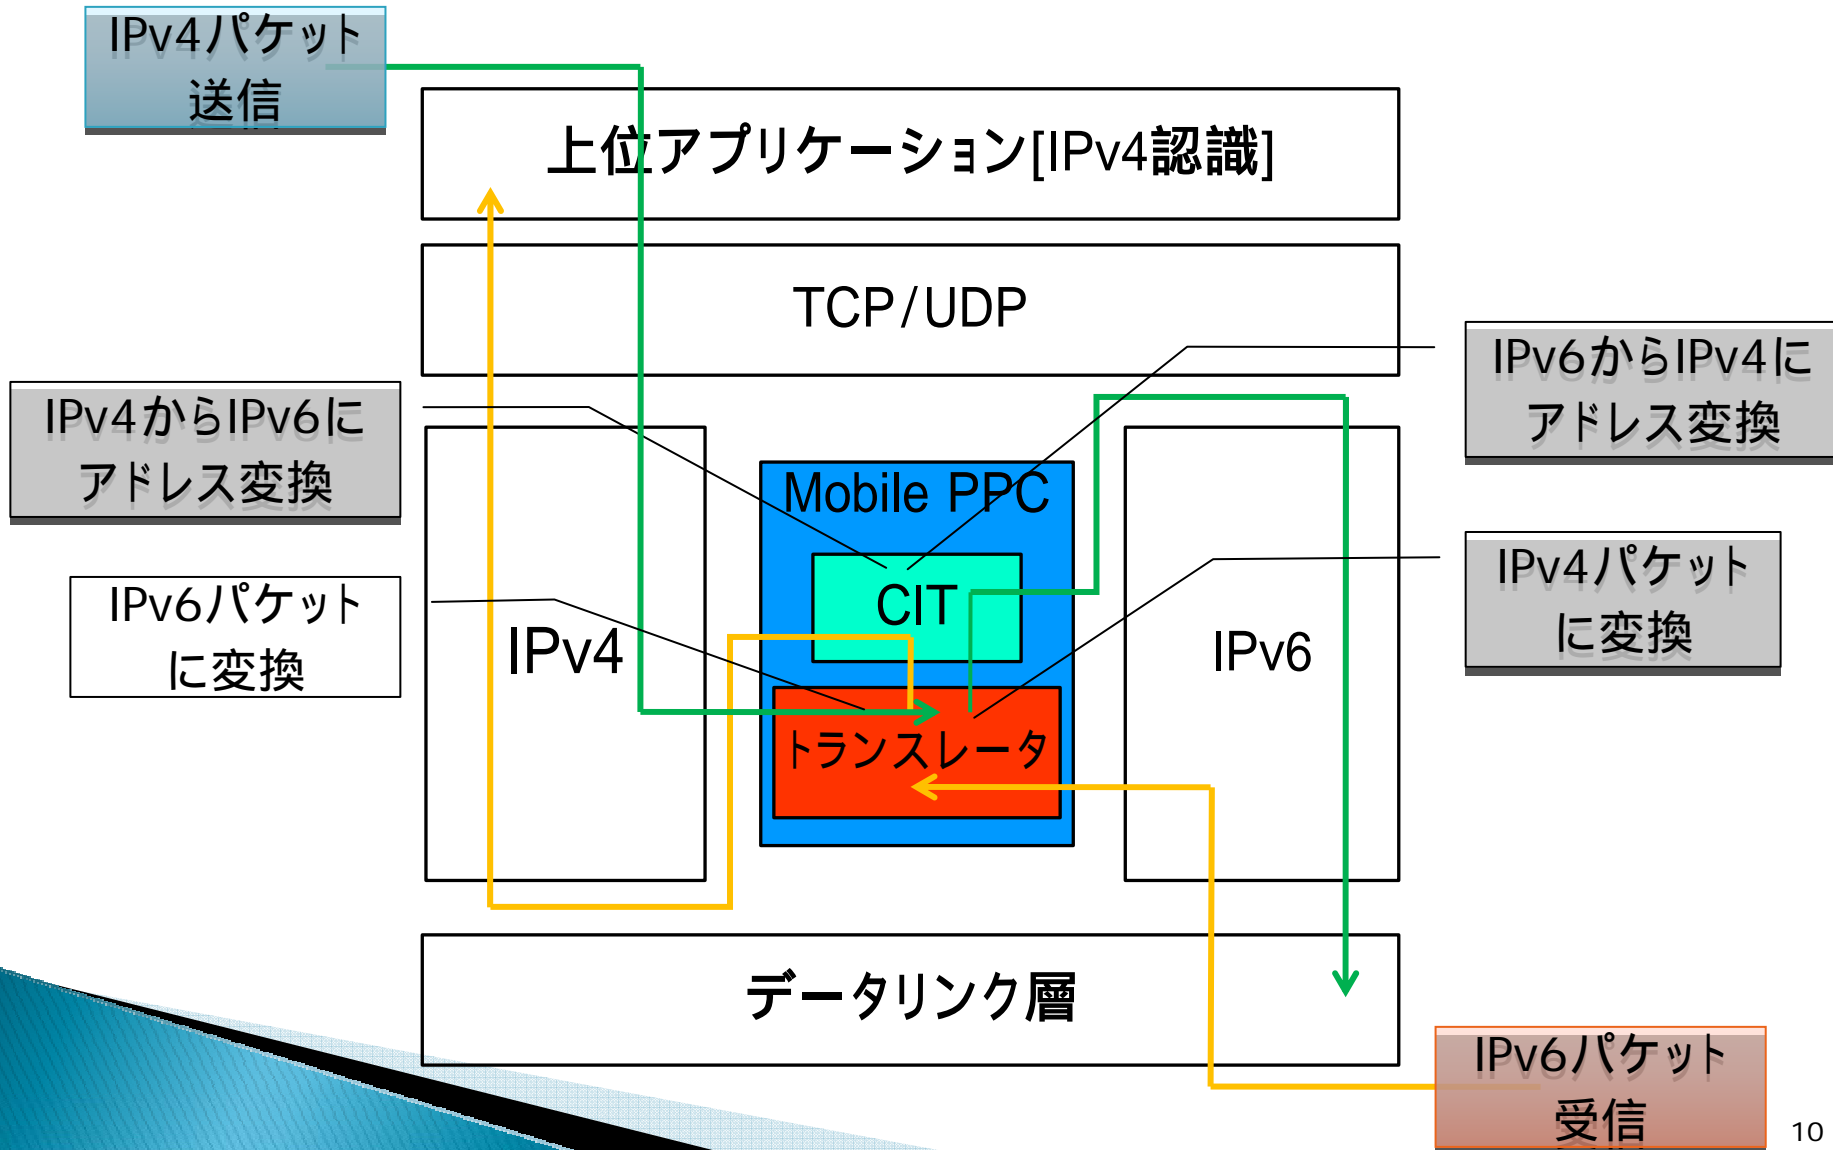 IPv4パケット
送信
上位アプリケーション[IPv4認識]
TCP/UDP
IPv6からIPv4に
アドレス変換
IPv4からIPv6に
アドレス変換
Mobile PPC
IPv4パケット
に変換
IPv6パケット
に変換
CIT
IPv4
IPv6
トランスレータ
データリンク層
IPv6パケット
受信
10